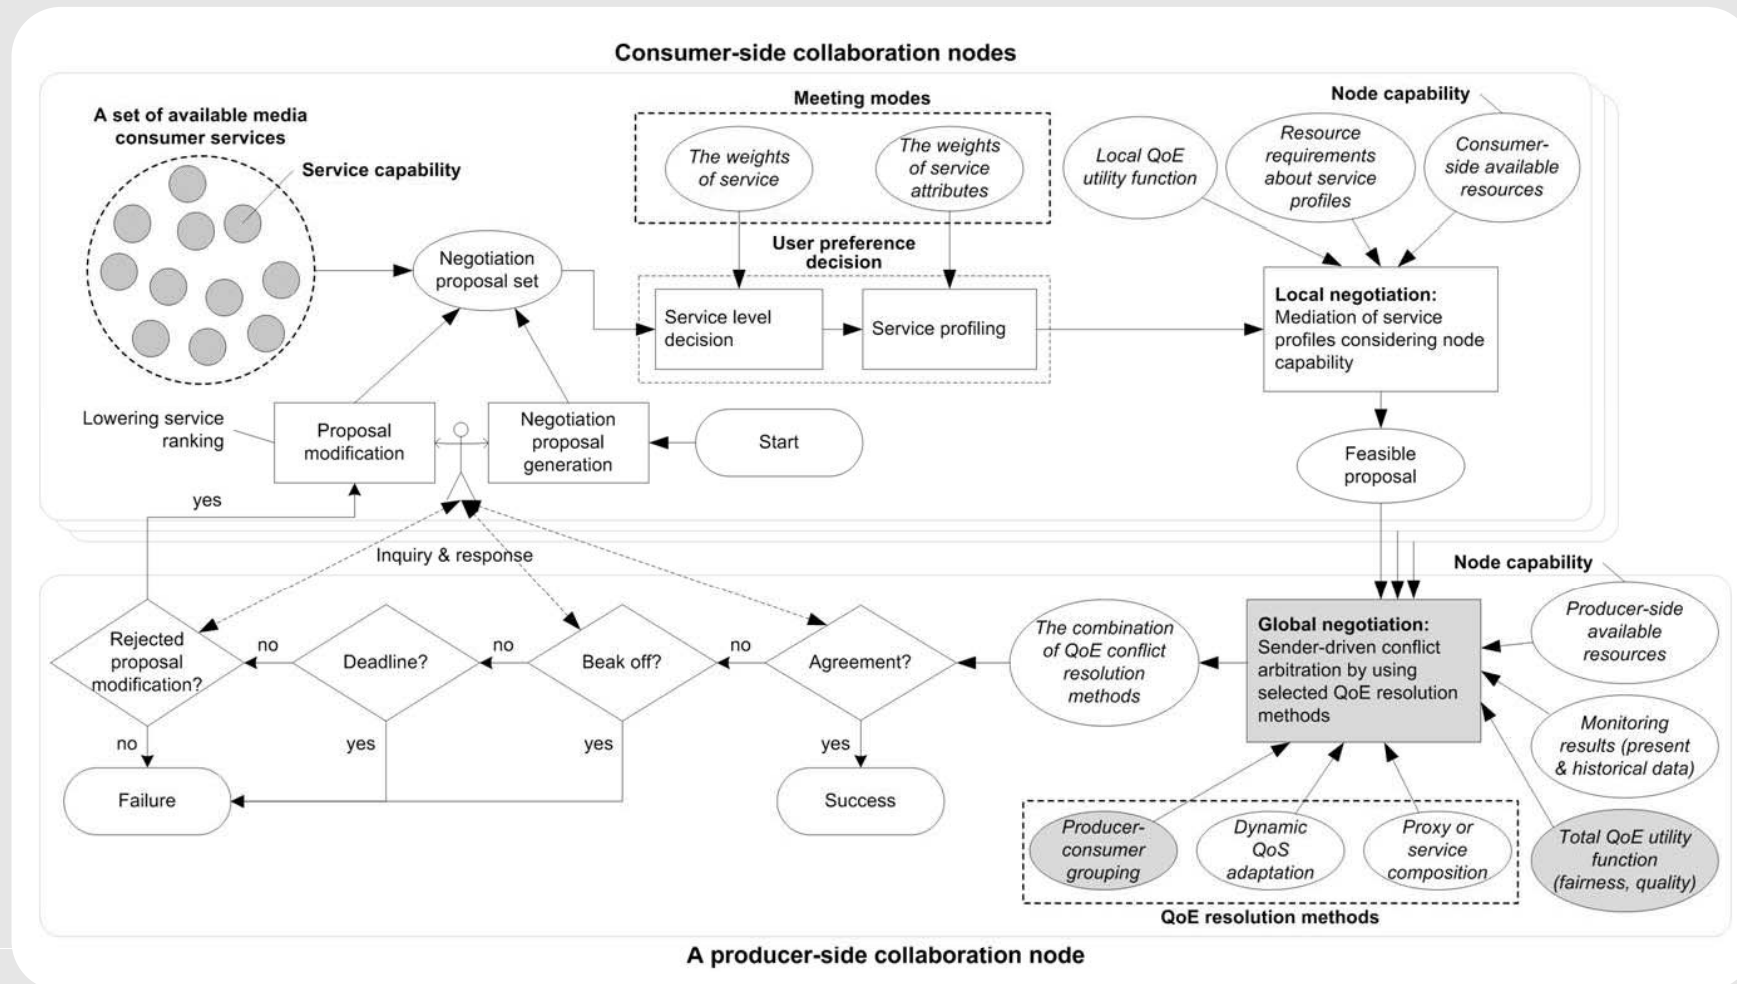 Consumer-side collaboration nodes
A set of available media
consumer services
Service capability
Meeting modes
The weights
of service
The weights
of service
attributes
Node capability
Local QoE
utility function
Resource
requirements
about service
profiles
Consumer-
side available
resources
Negotiation
proposal set
User preference
decision
Service level
decision
Service profiling
Local negotiation:
Mediation of service
profiles considering node
capability
Lowering service
ranking
Proposal
modification
Negotiation
proposal
generation
Start
Feasible
proposal
yes
Inquiry & response
Node capability
Rejected
proposal
modification?
no
Deadline?
no
Beak off?
no
Agreement?
The combination
of QoE conflict
resolution
methods
Global negotiation:
Sender-driven conflict
arbitration by using
selected QoE resolution
methods
Producer-side
available
resources
Monitoring
results (present
& historical data)
no
yes
yes
yes
Failure
Success
Producer-
consumer
grouping
Dynamic
QoS
adaptation
Proxy or
service
composition
Total QoE utility
function
(fairness, quality)
QoE resolution methods
A producer-side collaboration node